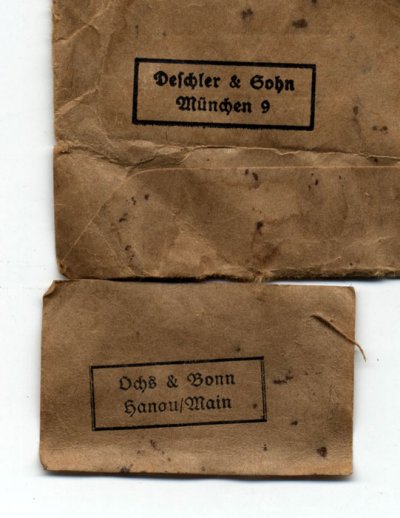 Deſchler & Sohn
München 9
Ochs & Bonn
Hanau/Main